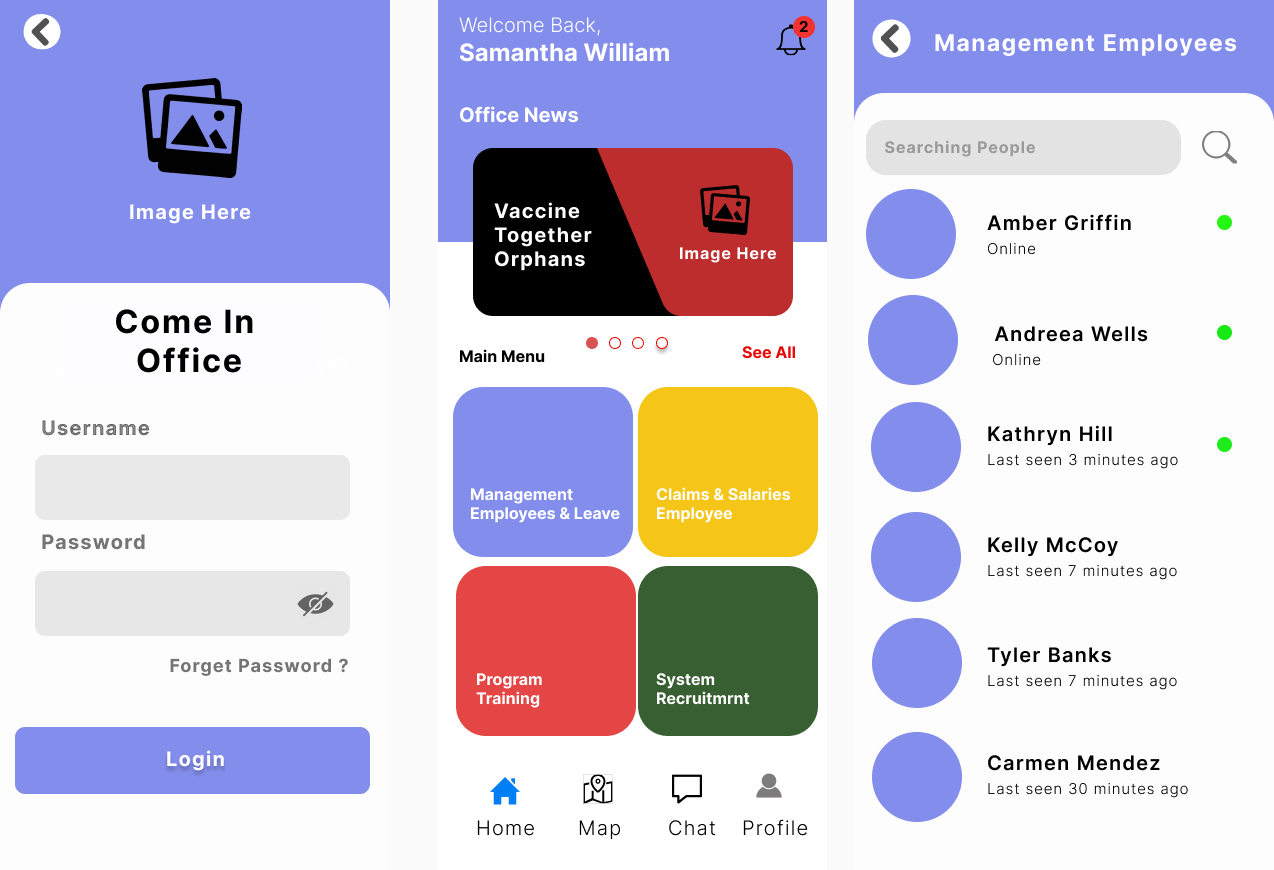 Image Here
Come In
Office
Username
Password
Forget Password ?
Login
Welcome Back,
Samantha William
2
Office News
Vaccine
Together
Orphans
Image Here
Main Menu
See All
Management
Employees & Leave
Claims & Salaries
Employee
Program
Training
System
Recruitmrnt
Home
Map
Chat
Profile
Management Employees
Searching People
Amber Griffin
Online
Andreea Wells
Online
Kathryn Hill
Last seen 3 minutes ago
Kelly McCoy
Last seen 7 minutes ago
Tyler Banks
Last seen 7 minutes ago
Carmen Mendez
Last seen 30 minutes ago